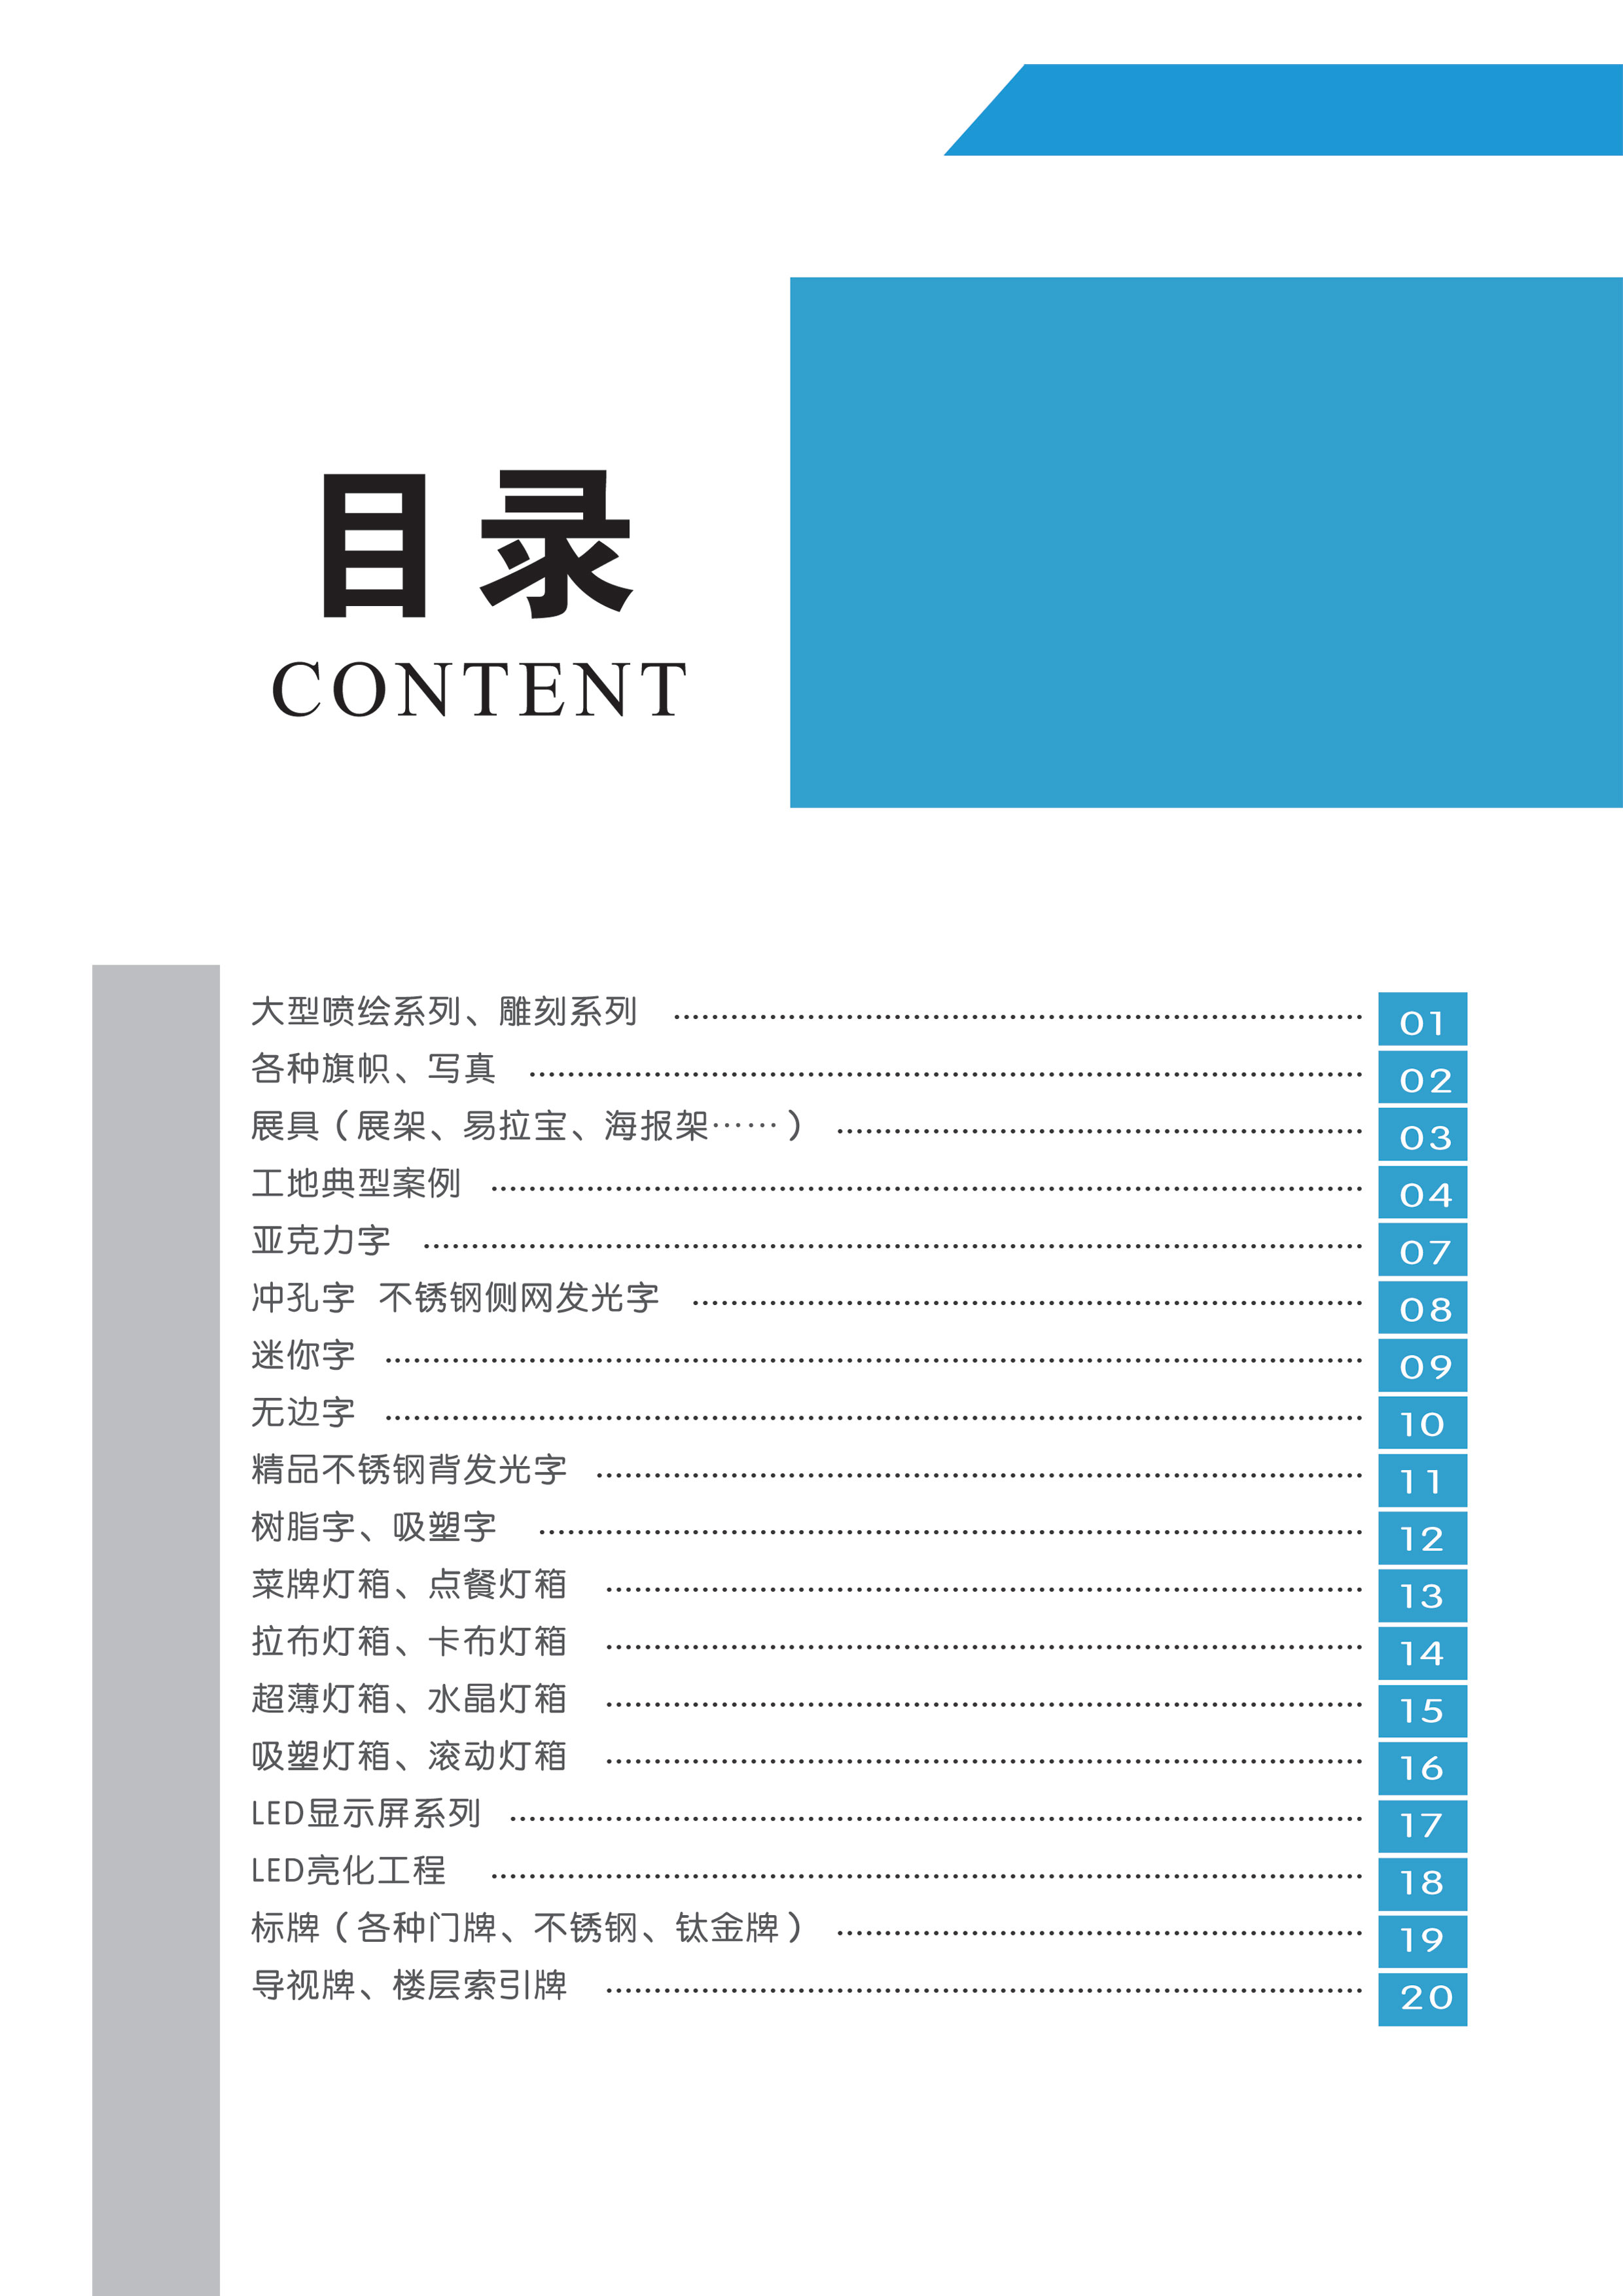 目录
CONTENT
大型喷绘系列、雕刻系列 01
各种旗帜、写真 02
展具（展架、易拉宝、海报架……） 03
工地典型案例 04
亚克力字 07
冲孔字 不锈钢侧网发光字 08
迷你字 09
无边字 10
精品不锈钢背发光字 11
树脂字、吸塑字 12
菜牌灯箱、点餐灯箱 13
拉布灯箱、卡布灯箱 14
超薄灯箱、水晶灯箱 15
吸塑灯箱、滚动灯箱 16
LED显示屏系列 17
LED亮化工程 18
标牌（各种门牌、不锈钢、钛金牌） 19
导视牌、楼层索引牌 20